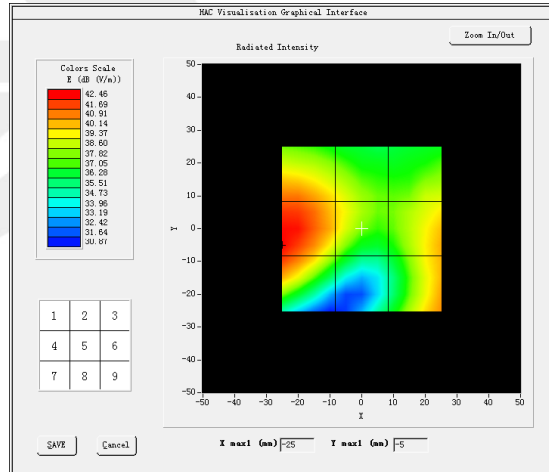 HAC Visualisation Graphical Interface
Zoom In/Out
Radiated Intensity
Colors Scale
E (dB (V/m))
42.46
41.69
40.91
40.14
39.37
38.60
37.82
37.05
36.28
35.51
34.73
33.96
33.19
32.42
31.64
30.87
50
40
30
20
10
0
-10
-20
-30
-40
-50
Y
-50 -40 -30 -20 -10 0 10 20 30 40 50
X
1 2 3
4 5 6
7 8 9
SAVE Cancel
X max1 (mm) -25 Y max1 (mm) -5